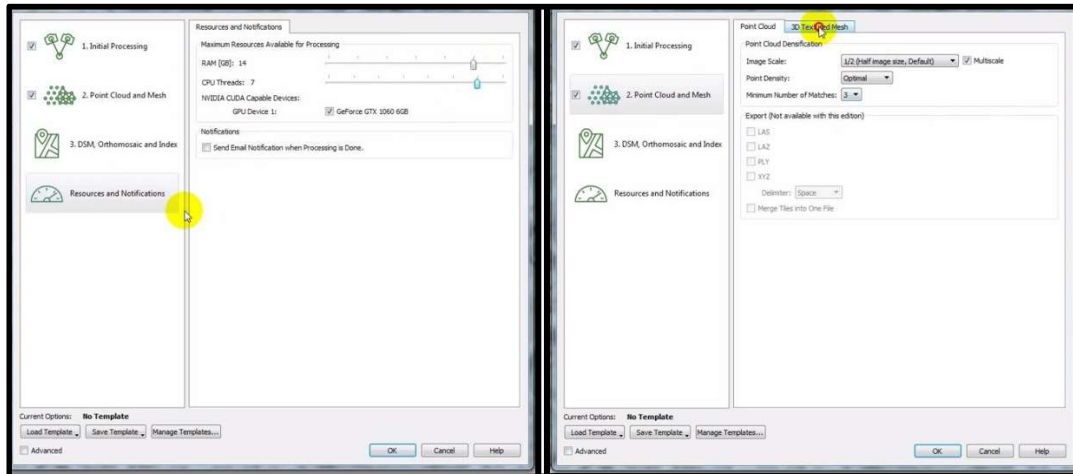 Resources and Notifications
1. Initial Processing
2. Point Cloud and Mesh
3. DSM, Orthomosaic and Index
Resources and Notifications
Maximum Resources Available for Processing
RAM [GB]: 14
CPU Threads: 7
NVIDIA CUDA Capable Devices:
GPU Device 1: GeForce GTX 1060 6GB
Notifications
Send Email Notification when Processing is Done.
Current Options: No Template
Load Template Save Template Manage Templates...
Advanced OK Cancel Help
Point Cloud 3D Textured Mesh
1. Initial Processing
2. Point Cloud and Mesh
3. DSM, Orthomosaic and Index
Resources and Notifications
Point Cloud Densification
Image Scale: 1/2 (Half image size, Default) Multiscale
Point Density: Optimal
Minimum Number of Matches: 3
Export (Not available with this edition)
LAS
LAZ
PLY
XYZ
Delimiter: Space
Merge Tiles into One File
Current Options: No Template
Load Template Save Template Manage Templates...
Advanced OK Cancel Help